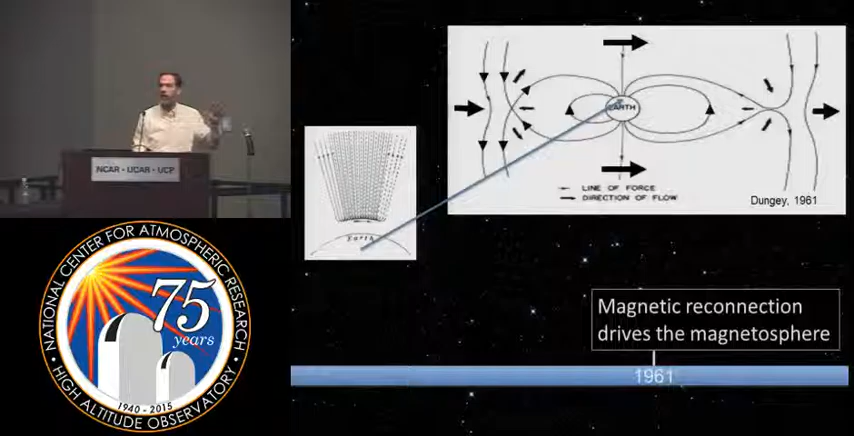 NCAR • UCAR • UCP
NATIONAL CENTER FOR ATMOSPHERIC RESEARCH
75
years
1940 - 2015
• HIGH ALTITUDE OBSERVATORY •
Earth
EARTH
LINE OF FORCE
DIRECTION OF FLOW
Dungey, 1961
Magnetic reconnection
drives the magnetosphere
1961